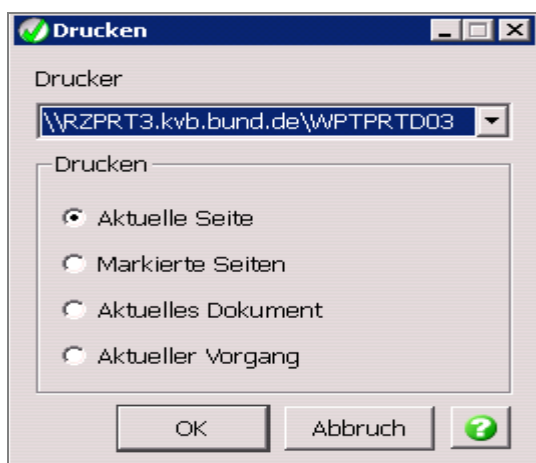 Drucken
Drucker
\\RZPRT3.kvb.bund.de\WPTPRTD03
Drucken
Aktuelle Seite
Markierte Seiten
Aktuelles Dokument
Aktueller Vorgang
OK Abbruch ?